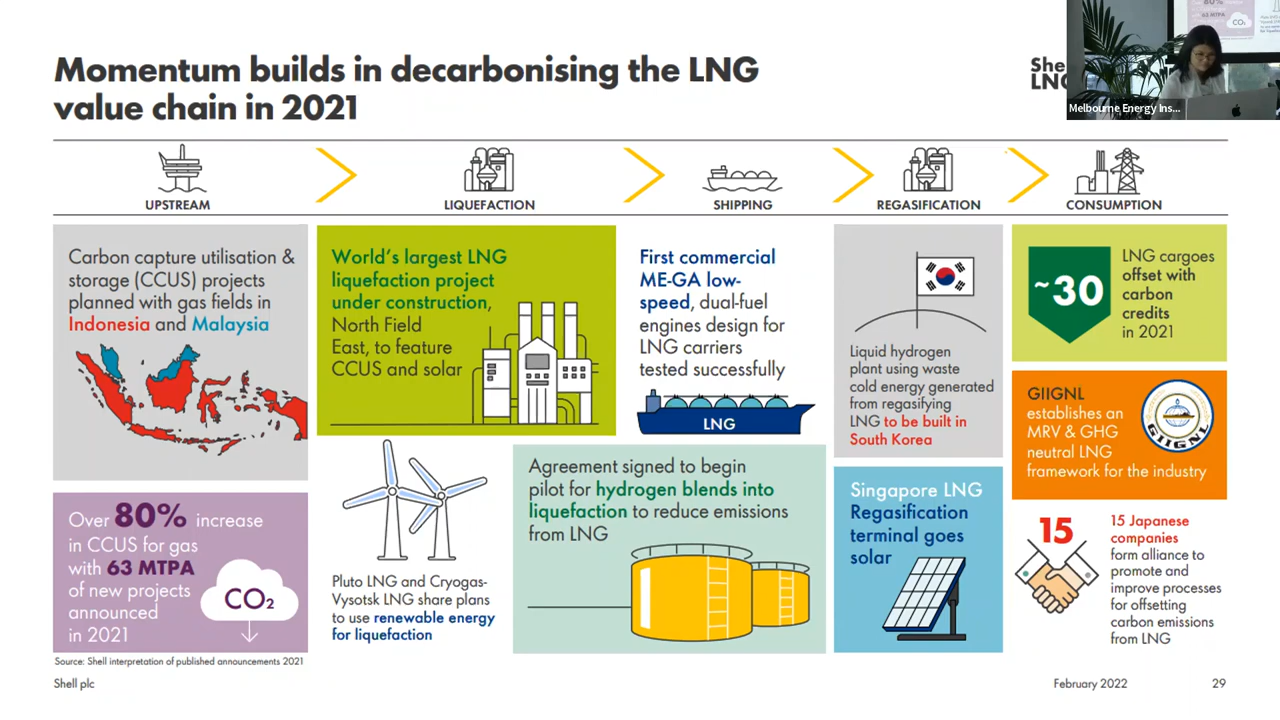 Momentum builds in decarbonising the LNG
value chain in 2021
She
LNG
Melbourne Energy Ins...
UPSTREAM
LIQUEFACTION
SHIPPING
REGASIFICATION
CONSUMPTION
Carbon capture utilisation &
storage (CCUS) projects
planned with gas fields in
Indonesia and Malaysia
Over 80% increase
in CCUS for gas
with 63 MTPA
of new projects
announced
in 2021
CO₂
World's largest LNG
liquefaction project
under construction,
North Field
East, to feature
CCUS and solar
Pluto LNG and Cryogas-
Vysotsk LNG share plans
to use renewable energy
for liquefaction
First commercial
ME-GA low-
speed, dual-fuel
engines design for
LNG carriers
tested successfully
LNG
Agreement signed to begin
pilot for hydrogen blends into
liquefaction to reduce emissions
from LNG
Liquid hydrogen
plant using waste
cold energy generated
from regasifying
LNG to be built in
South Korea
Singapore LNG
Regasification
terminal goes
solar
~30
LNG cargoes
offset with
carbon
credits
in 2021
GIIGNL
establishes an
MRV & GHG
neutral LNG
framework for the industry
GIIGNL
15
15 Japanese
companies
form alliance to
promote and
improve processes
for offsetting
carbon emissions
from LNG
Source: Shell interpretation of published announcements 2021
Shell plc
February 2022
29